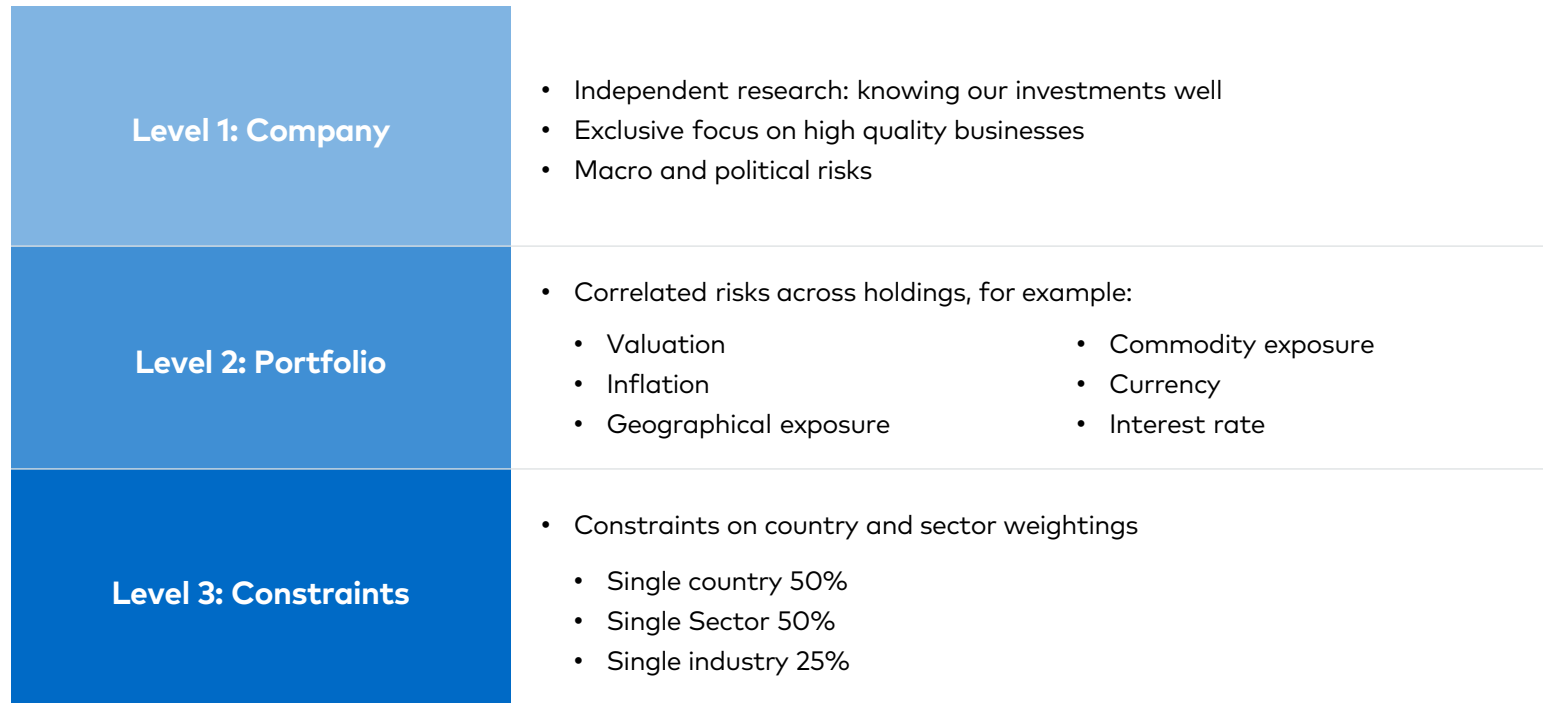 Level 1: Company
• Independent research: knowing our investments well
• Exclusive focus on high quality businesses
• Macro and political risks
Level 2: Portfolio
• Correlated risks across holdings, for example:
• Valuation
• Inflation
• Geographical exposure
• Commodity exposure
• Currency
• Interest rate
Level 3: Constraints
• Constraints on country and sector weightings
• Single country 50%
• Single Sector 50%
• Single industry 25%